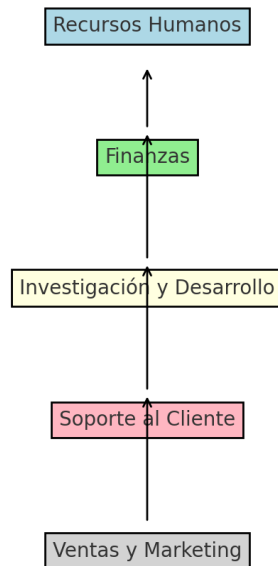 Recursos Humanos
Finanzas
Investigación y Desarrollo
Soporte al Cliente
Ventas y Marketing